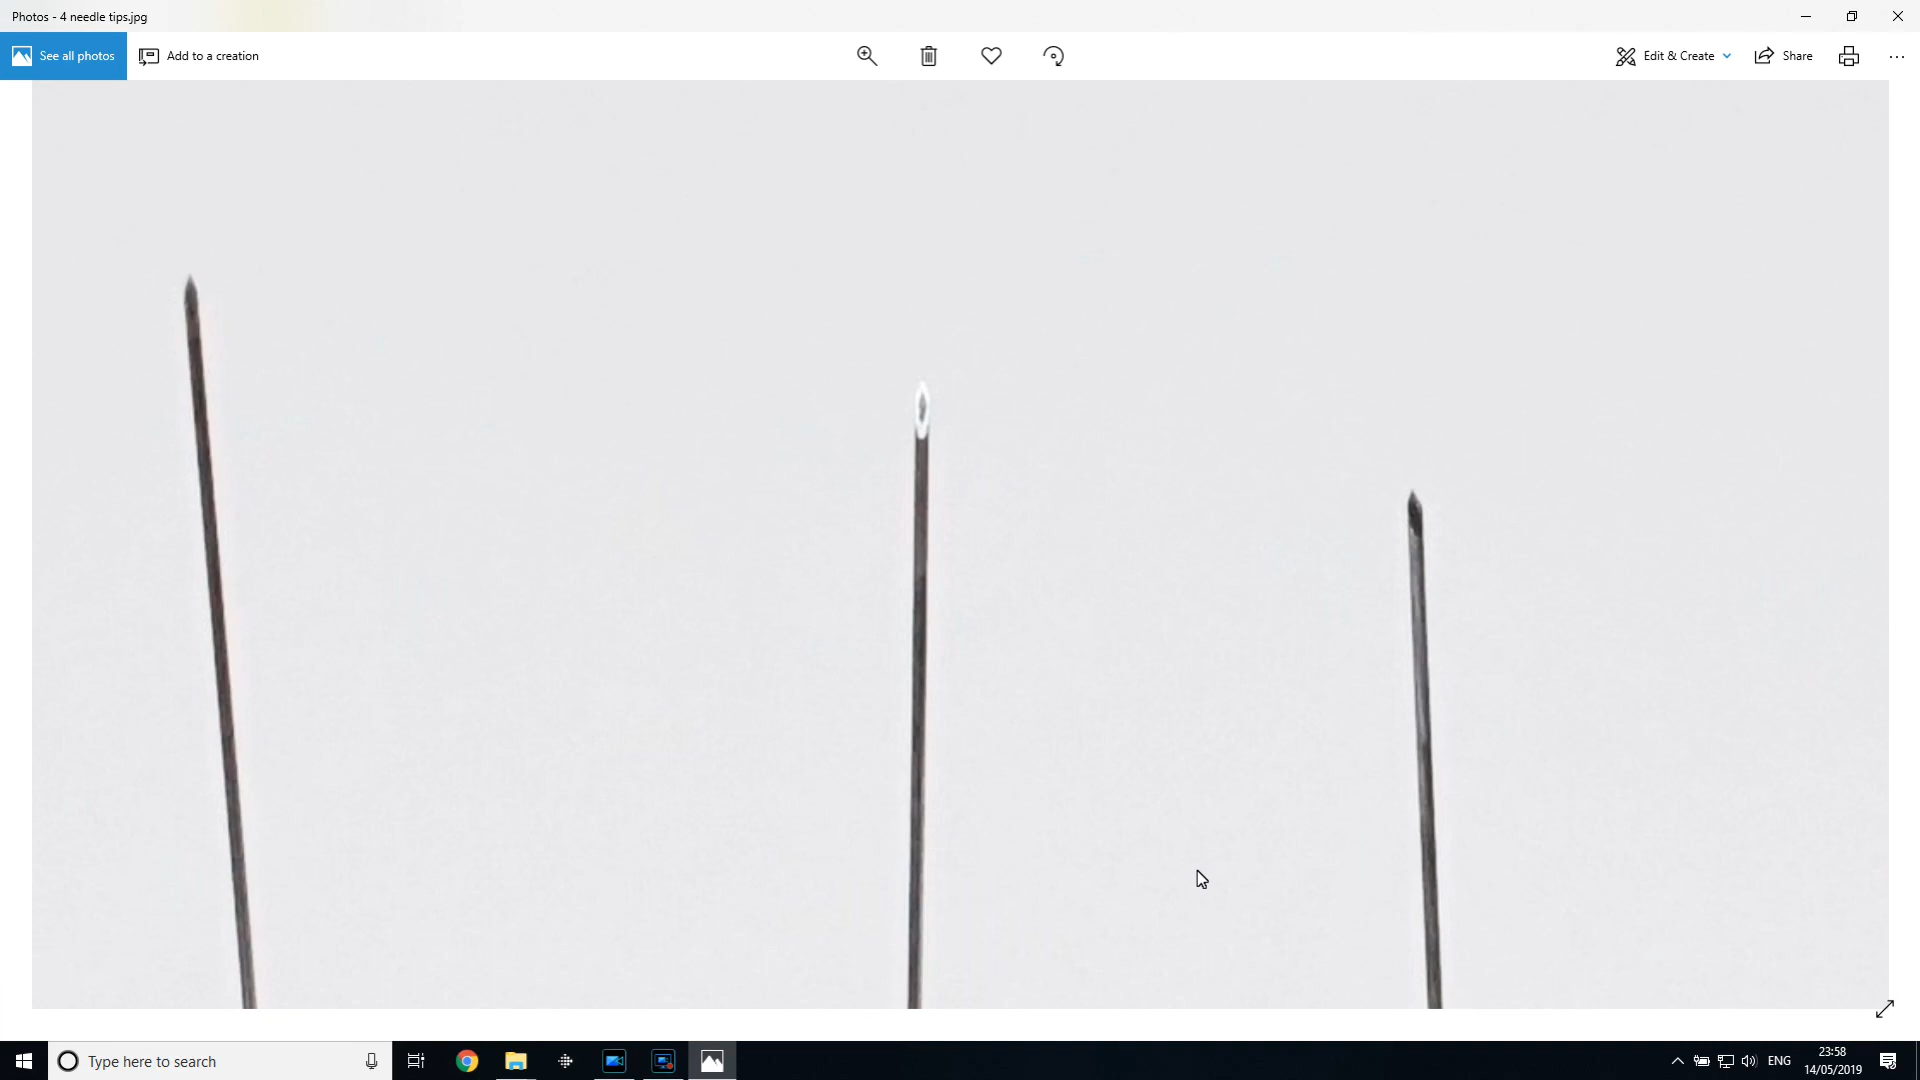 Photos - 4 needle tips.jpg
See all photos
Add to a creation
Edit & Create
Share
Type here to search
ENG
23:58
14/05/2019